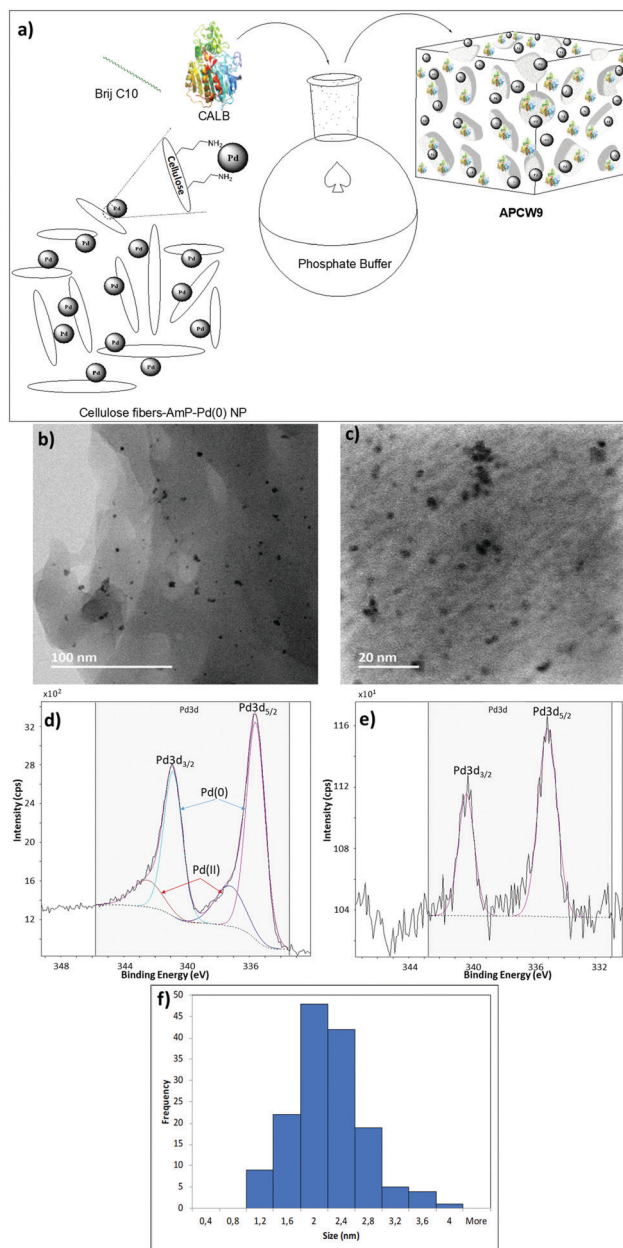 a)
Brij C10
CALB
NH2
Cellulose
Pd
NH2
Phosphate Buffer
APCW9
Pd
Pd
Pd
Pd
Pd
Pd
Pd
Pd
Pd
Pd
Pd
Pd
Pd
Cellulose fibers-AmP-Pd(0) NP
b)
100 nm
c)
20 nm
x10²
d)
Pd3d
Pd3d5/2
Pd3d3/2
Pd(0)
Pd(II)
32
28
24
20
16
12
Intensity (cps)
348
344
340
336
Binding Energy (eV)
x10¹
e)
Pd3d
Pd3d5/2
Pd3d3/2
116
112
108
104
Intensity (cps)
344
340
336
332
Binding Energy (eV)
f)
50
45
40
35
30
25
20
15
10
5
0
Frequency
0,4 0,8 1,2 1,6 2 2,4 2,8 3,2 3,6 4 More
Size (nm)